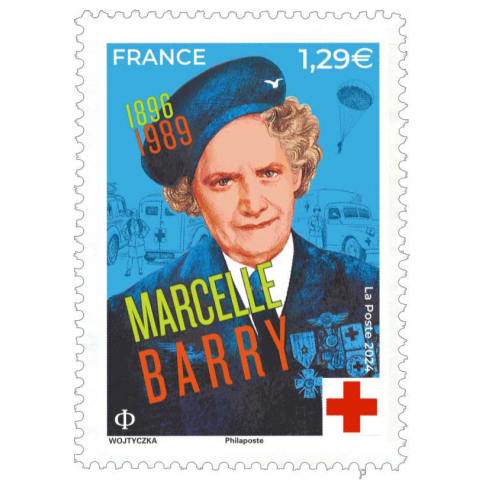 FRANCE 1,29€
1896
1989
MARCELLE
BARRY
La Poste 2024
WOJTYCZKA Philaposte